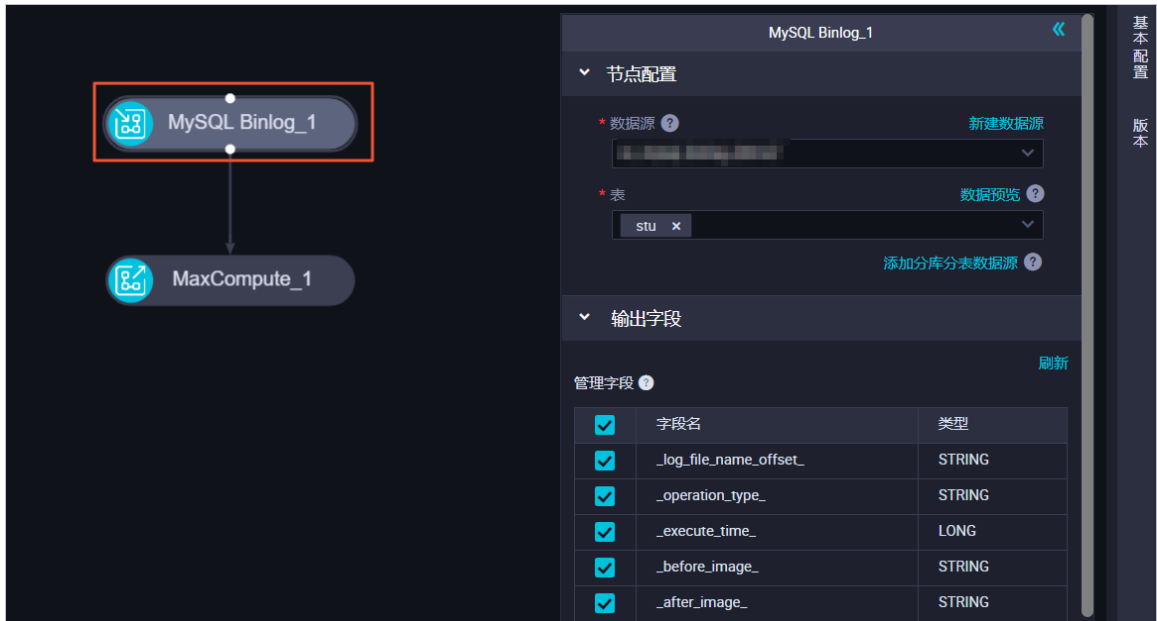 MySQL Binlog_1
MaxCompute_1
MySQL Binlog_1
节点配置
* 数据源 ? 新建数据源
* 表 数据预览 ?
stu ×
添加分库分表数据源 ?
输出字段
刷新
管理字段 ?
字段名 类型
_log_file_name_offset_ STRING
_operation_type_ STRING
_execute_time_ LONG
_before_image_ STRING
_after_image_ STRING
基本配置
版本